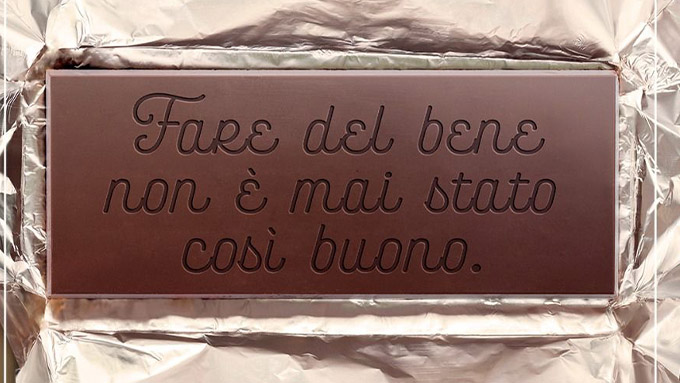 Fare del bene
non è mai stato
così buono.